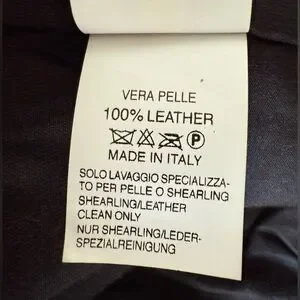 VERA PELLE
100% LEATHER
P
MADE IN ITALY
SOLO LAVAGGIO SPECIALIZZA-
TO PER PELLE O SHEARLING
SHEARLING/LEATHER
CLEAN ONLY
NUR SHEARLING/LEDER-
SPEZIALREINIGUNG